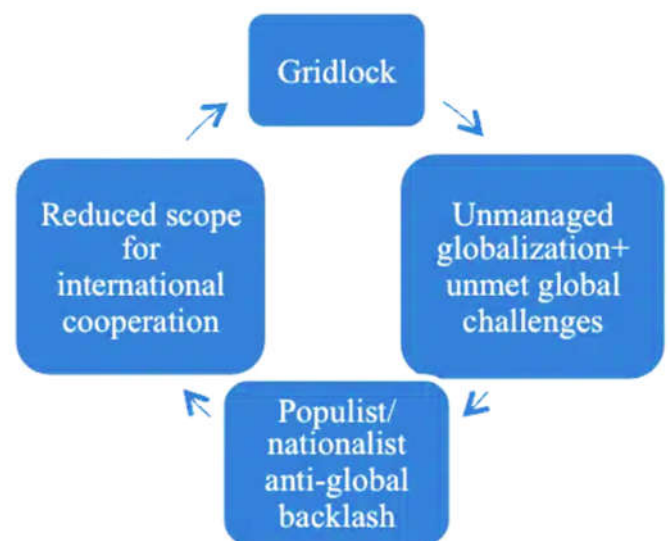 Gridlock
Unmanaged
globalization+
unmet global
challenges
Populist/
nationalist
anti-global
backlash
Reduced scope
for
international
cooperation